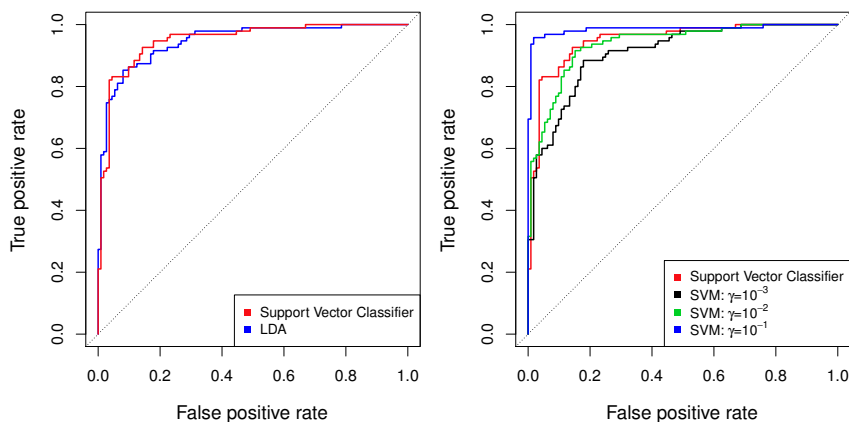 True positive rate
1.0
0.8
0.6
0.4
0.2
0.0
Support Vector Classifier
LDA
0.0 0.2 0.4 0.6 0.8 1.0
False positive rate
True positive rate
1.0
0.8
0.6
0.4
0.2
0.0
Support Vector Classifier
SVM: γ=10⁻³
SVM: γ=10⁻²
SVM: γ=10⁻¹
0.0 0.2 0.4 0.6 0.8 1.0
False positive rate